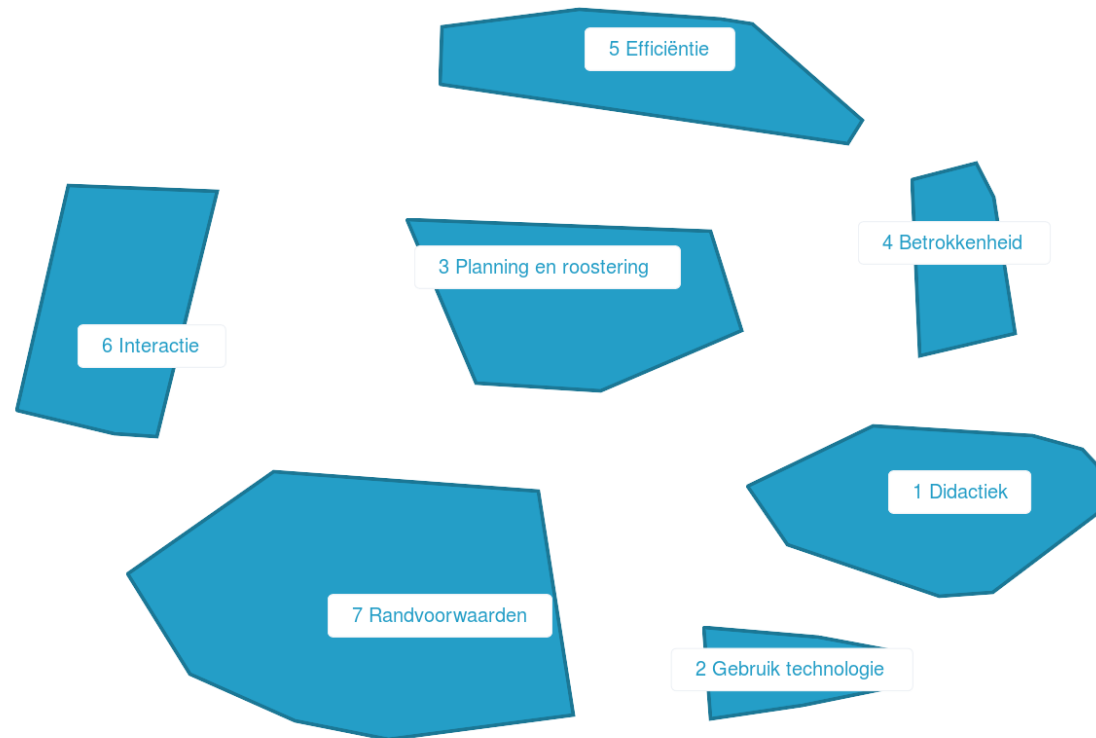 5 Efficiëntie
4 Betrokkenheid
3 Planning en roostering
6 Interactie
1 Didactiek
7 Randvoorwaarden
2 Gebruik technologie